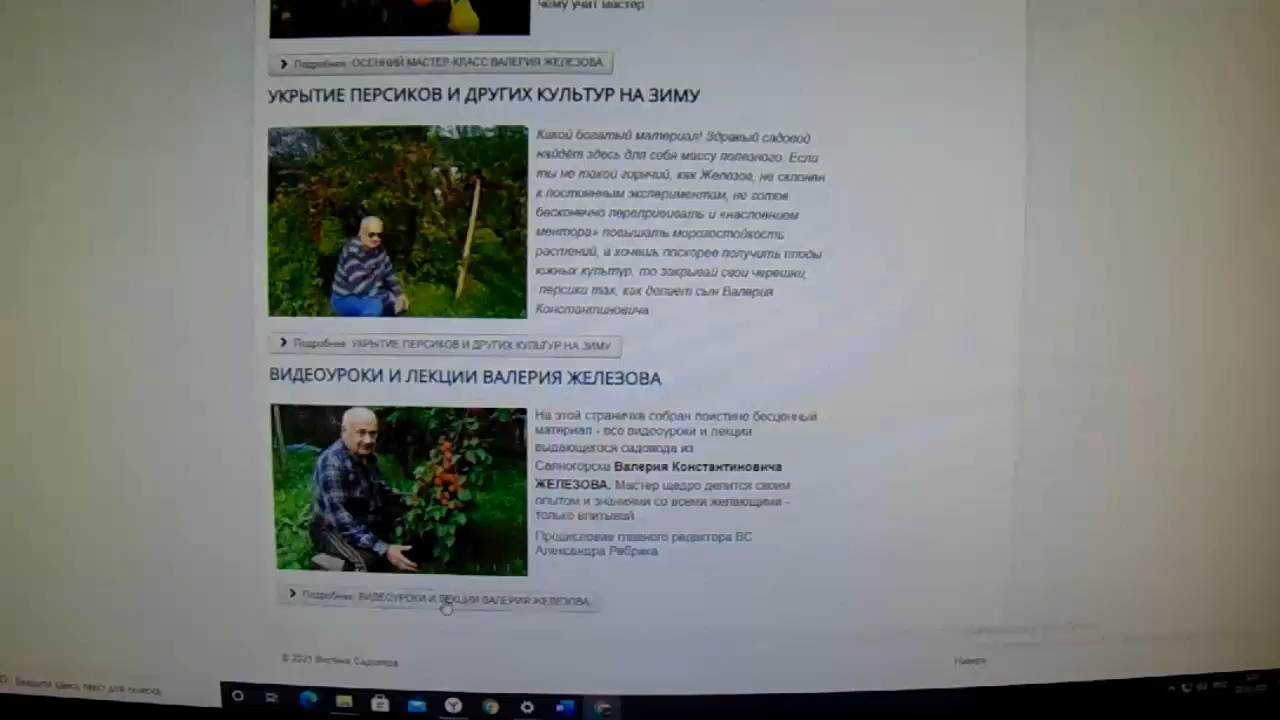 чему учит мастер
Подробнее: ОСЕННИЙ МАСТЕР-КЛАСС ВАЛЕРИЯ ЖЕЛЕЗОВА
УКРЫТИЕ ПЕРСИКОВ И ДРУГИХ КУЛЬТУР НА ЗИМУ
Какой богатый материал! Здравый садовод
найдёт здесь для себя массу полезного. Если
ты не такой горячий, как Железов, не склонен
к постоянным экспериментам, не готов
бесконечно перепрививать и «наслоением
ментора» повышать морозостойкость
растений, а хочешь поскорее получить плоды
южных культур, то закрывай свои черешни,
персики так, как делает сын Валерия
Константиновича
Подробнее: УКРЫТИЕ ПЕРСИКОВ И ДРУГИХ КУЛЬТУР НА ЗИМУ
ВИДЕОУРОКИ И ЛЕКЦИИ ВАЛЕРИЯ ЖЕЛЕЗОВА
На этой страничке собран поистине бесценный
материал - все видеоуроки и лекции
выдающегося садовода из
Саяногорска Валерия Константиновича
ЖЕЛЕЗОВА. Мастер щедро делится своим
опытом и знаниями со всеми желающими -
только впитывай...
Предисловие главного редактора ВС
Александра Рябрика
Подробнее: ВИДЕОУРОКИ И ЛЕКЦИИ ВАЛЕРИЯ ЖЕЛЕЗОВА
© 2021 Вестник Садовода
Наверх
Введите здесь текст для поиска